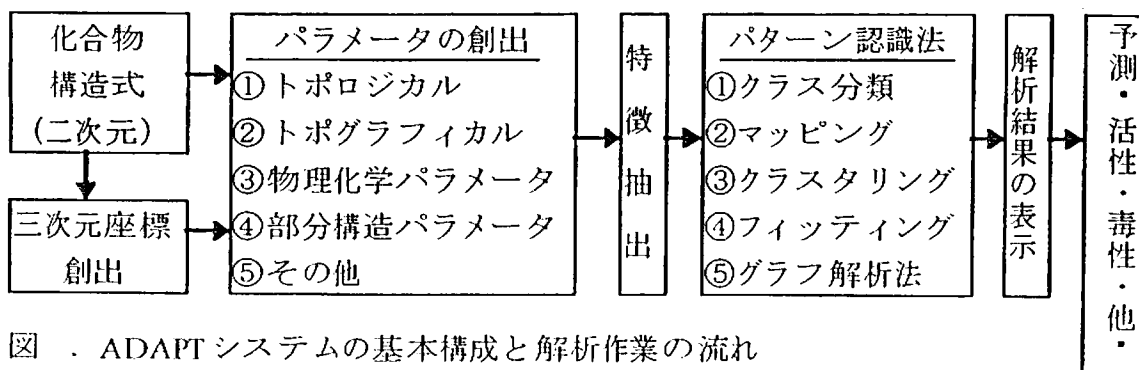 化合物
構造式
(二次元)
三次元座標
創出
パラメータの創出
①トポロジカル
②トポグラフィカル
③物理化学パラメータ
④部分構造パラメータ
⑤その他
特徴抽出
パターン認識法
①クラス分類
②マッピング
③クラスタリング
④フィッティング
⑤グラフ解析法
解析結果の表示
予測・活性・毒性・他・
図 . ADAPTシステムの基本構成と解析作業の流れ